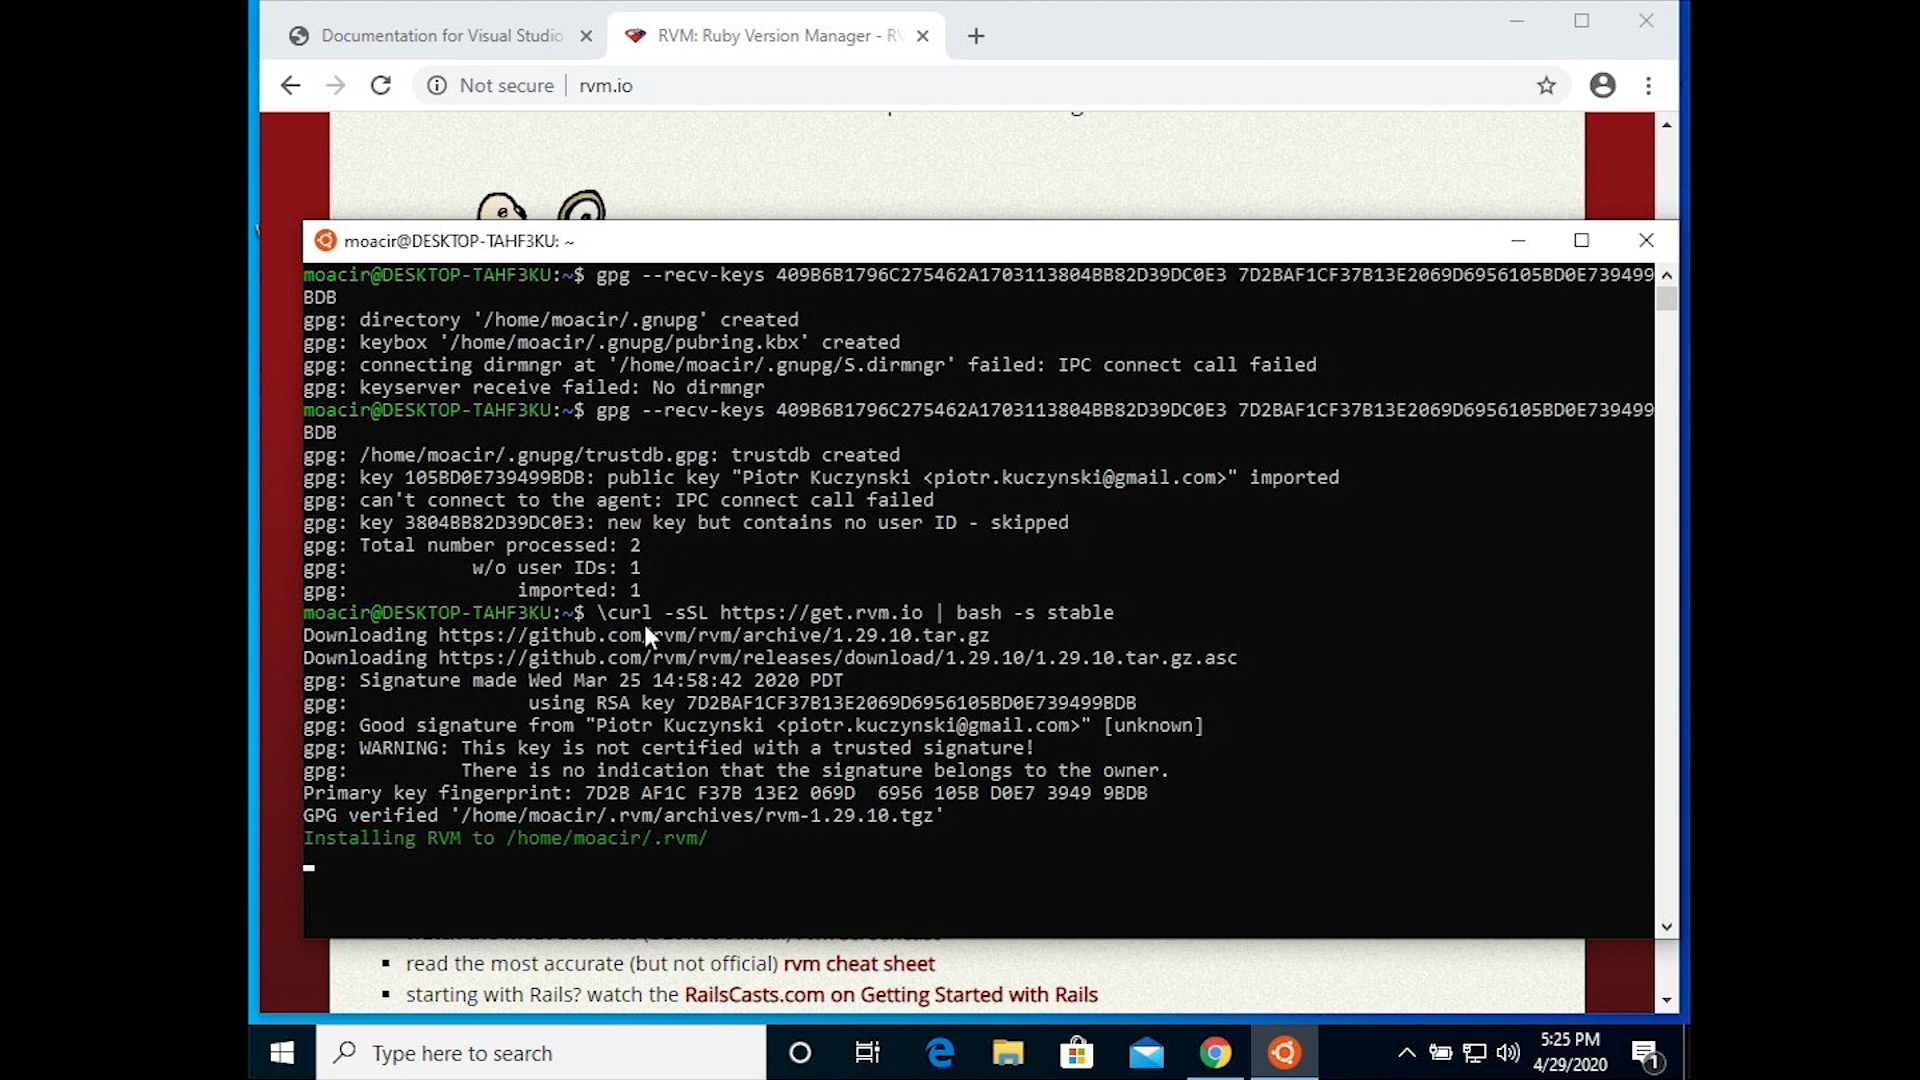 Documentation for Visual Studio
RVM: Ruby Version Manager - RV
Not secure
rvm.io
moacir@DESKTOP-TAHF3KU: ~
moacir@DESKTOP-TAHF3KU:~$ gpg --recv-keys 409B6B1796C275462A1703113804BB82D39DC0E3 7D2BAF1CF37B13E2069D6956105BD0E739499
BDB
gpg: directory '/home/moacir/.gnupg' created
gpg: keybox '/home/moacir/.gnupg/pubring.kbx' created
gpg: connecting dirmngr at '/home/moacir/.gnupg/S.dirmngr' failed: IPC connect call failed
gpg: keyserver receive failed: No dirmngr
moacir@DESKTOP-TAHF3KU:~$ gpg --recv-keys 409B6B1796C275462A1703113804BB82D39DC0E3 7D2BAF1CF37B13E2069D6956105BD0E739499
BDB
gpg: /home/moacir/.gnupg/trustdb.gpg: trustdb created
gpg: key 105BD0E739499BDB: public key "Piotr Kuczynski <piotr.kuczynski@gmail.com>" imported
gpg: can't connect to the agent: IPC connect call failed
gpg: key 3804BB82D39DC0E3: new key but contains no user ID - skipped
gpg: Total number processed: 2
gpg: w/o user IDs: 1
gpg: imported: 1
moacir@DESKTOP-TAHF3KU:~$ \curl -sSL https://get.rvm.io | bash -s stable
Downloading https://github.com/rvm/rvm/archive/1.29.10.tar.gz
Downloading https://github.com/rvm/rvm/releases/download/1.29.10/1.29.10.tar.gz.asc
gpg: Signature made Wed Mar 25 14:58:42 2020 PDT
gpg: using RSA key 7D2BAF1CF37B13E2069D6956105BD0E739499BDB
gpg: Good signature from "Piotr Kuczynski <piotr.kuczynski@gmail.com>" [unknown]
gpg: WARNING: This key is not certified with a trusted signature!
gpg: There is no indication that the signature belongs to the owner.
Primary key fingerprint: 7D2B AF1C F37B 13E2 069D  6956 105B D0E7 3949 9BDB
GPG verified '/home/moacir/.rvm/archives/rvm-1.29.10.tgz'
Installing RVM to /home/moacir/.rvm/
read the most accurate (but not official) rvm cheat sheet
starting with Rails? watch the RailsCasts.com on Getting Started with Rails
Type here to search
5:25 PM
4/29/2020
1